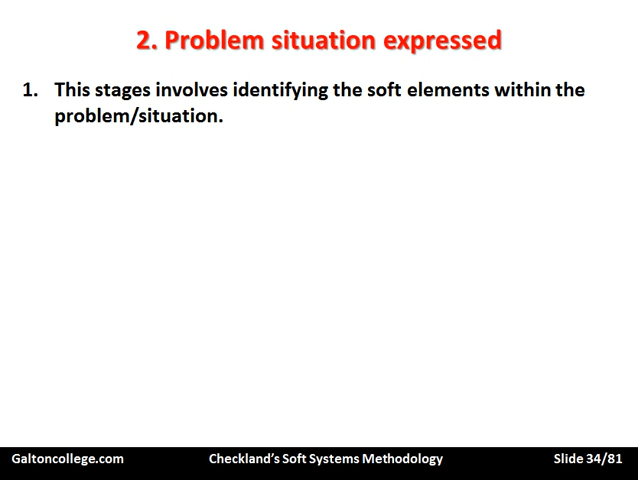 2. Problem situation expressed
1. This stages involves identifying the soft elements within the
problem/situation.
Galtoncollege.com Checkland's Soft Systems Methodology Slide 34/81